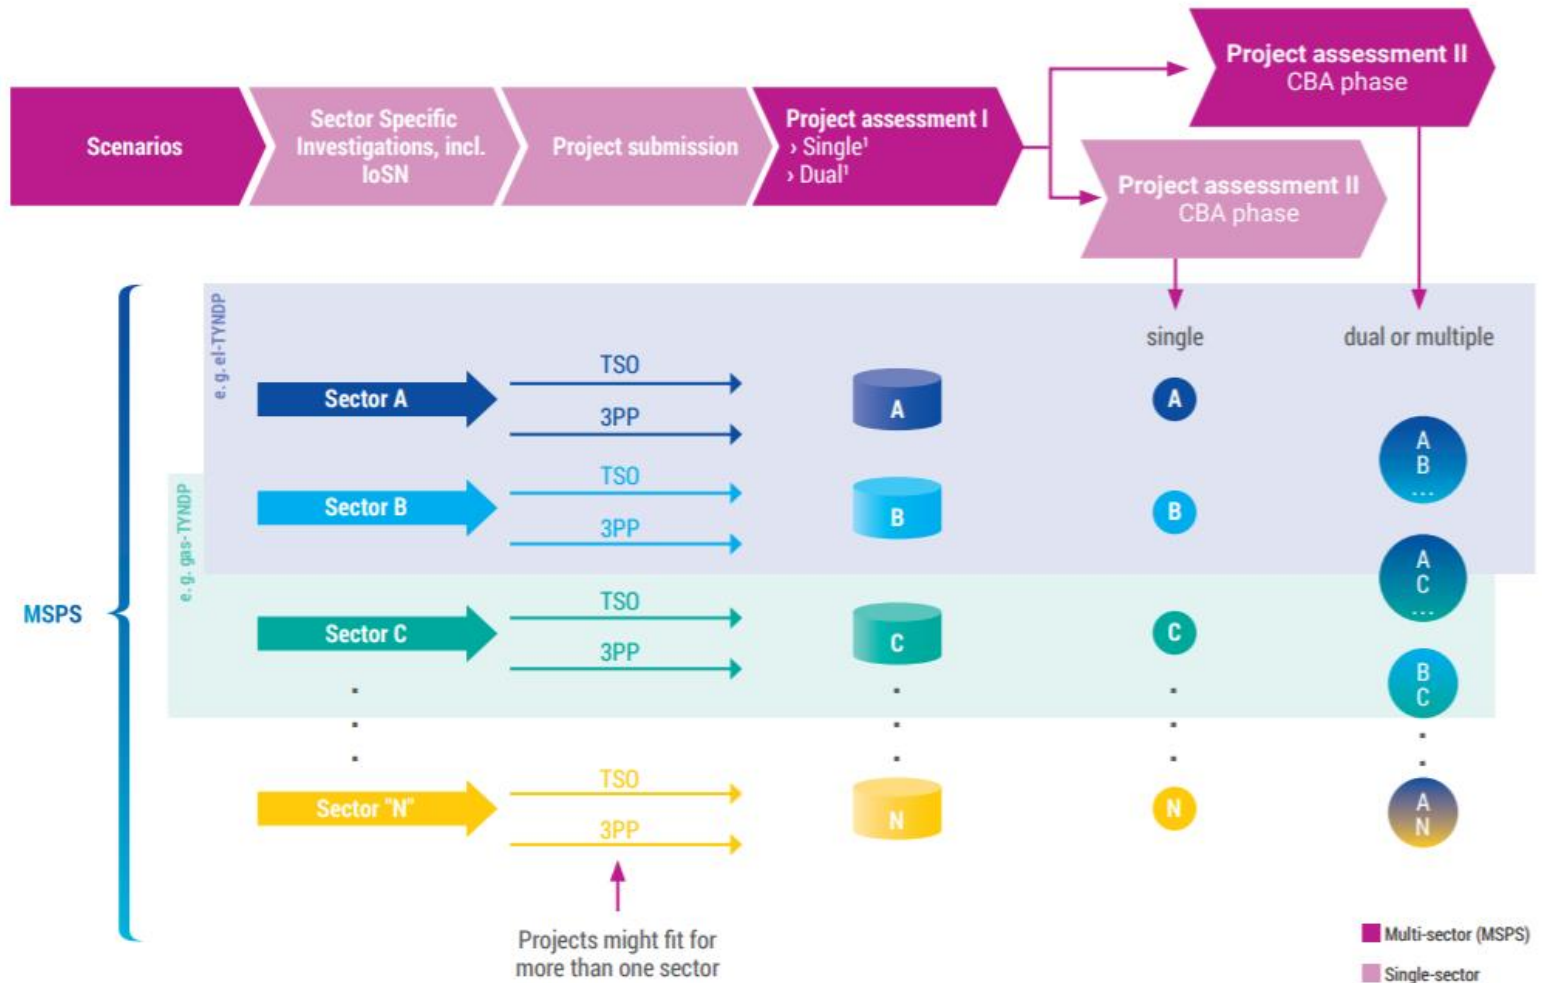 Project assessment II
CBA phase
Scenarios
Sector Specific
Investigations, incl.
IoSN
Project submission
Project assessment I
› Single¹
› Dual¹
Project assessment II
CBA phase
single
dual or multiple
e. g. el-TYNDP
e. g. gas-TYNDP
MSPS
Sector A
TSO
3PP
A
A
A
B
...
Sector B
TSO
3PP
B
B
A
C
...
Sector C
TSO
3PP
C
C
B
C
Sector "N"
TSO
3PP
N
N
A
N
Projects might fit for
more than one sector
Multi-sector (MSPS)
Single-sector